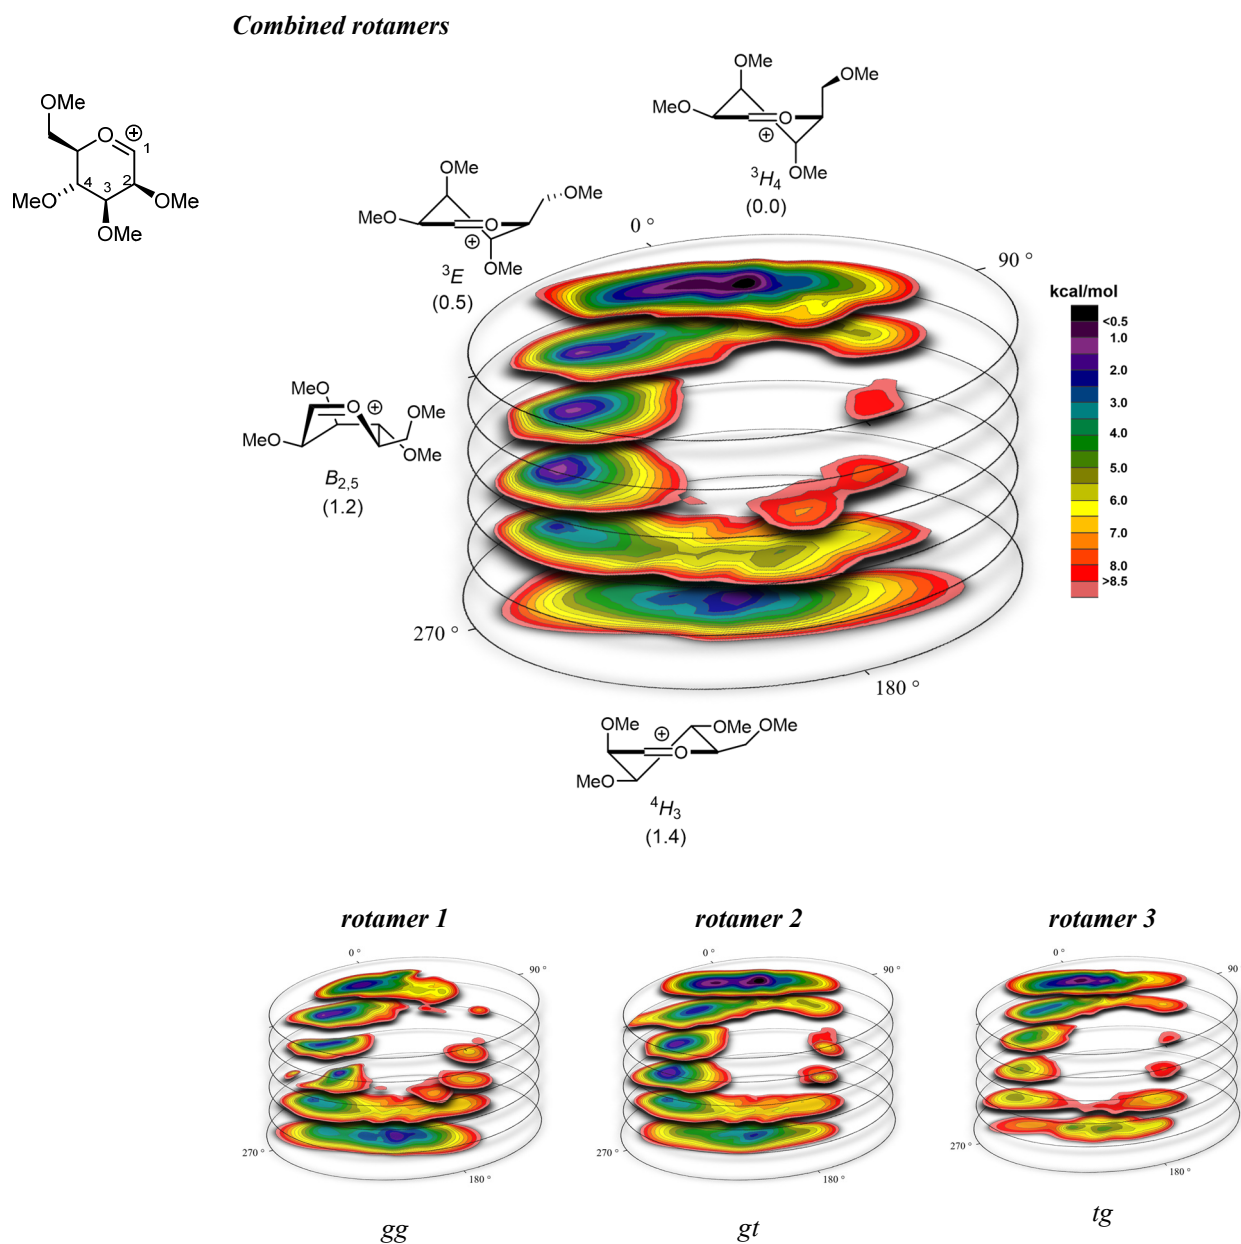 Combined rotamers
OMe
O
⊕
1
2
3
4
MeO
OMe
OMe
OMe
OMe
MeO
O
⊕
OMe
³H₄
(0.0)
OMe
OMe
MeO
O
⊕
OMe
³E
(0.5)
MeO
O
⊕
OMe
MeO
OMe
B₂,₅
(1.2)
0 °
90 °
270 °
180 °
kcal/mol
<0.5
1.0
2.0
3.0
4.0
5.0
6.0
7.0
8.0
>8.5
OMe
⊕
OMe
OMe
O
MeO
⁴H₃
(1.4)
rotamer 1
rotamer 2
rotamer 3
0 °
90 °
270 °
180 °
0 °
90 °
270 °
180 °
0 °
90
270 °
180 °
gg
gt
tg